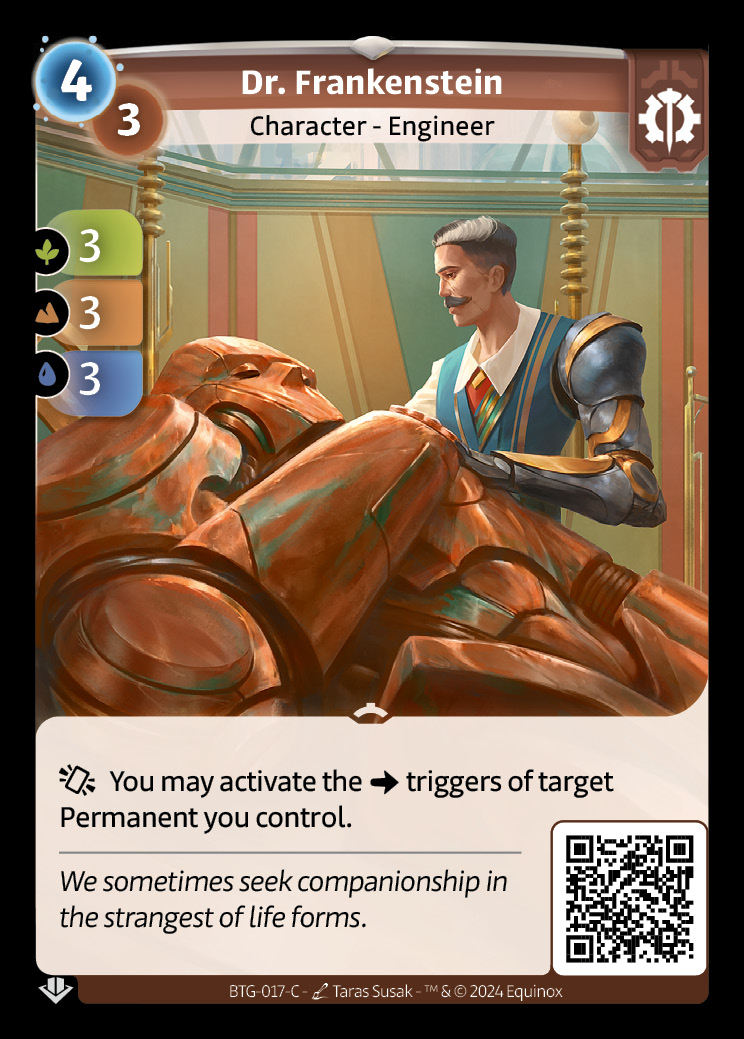 4
Dr. Frankenstein
3
Character - Engineer
3
3
3
You may activate the ➡ triggers of target
Permanent you control.
We sometimes seek companionship in
the strangest of life forms.
BTG-017-C - Taras Susak - ™ & © 2024 Equinox